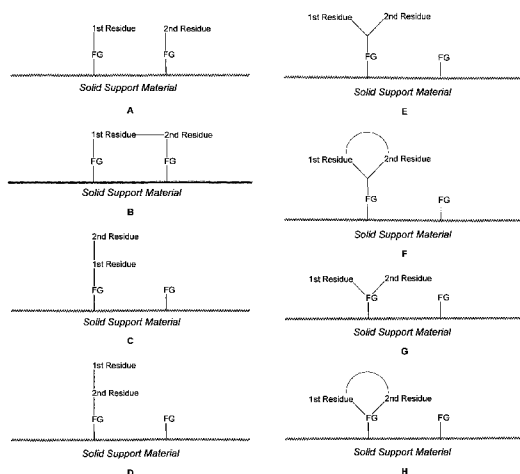 1st Residue 2nd Residue
FG FG
Solid Support Material
A
1st Residue 2nd Residue
FG FG
Solid Support Material
B
2nd Residue
1st Residue
FG FG
Solid Support Material
C
1st Residue
2nd Residue
FG FG
Solid Support Material
D
1st Residue 2nd Residue
FG FG
Solid Support Material
E
1st Residue 2nd Residue
FG FG
Solid Support Material
F
1st Residue 2nd Residue
FG FG
Solid Support Material
G
1st Residue 2nd Residue
FG FG
Solid Support Material
H